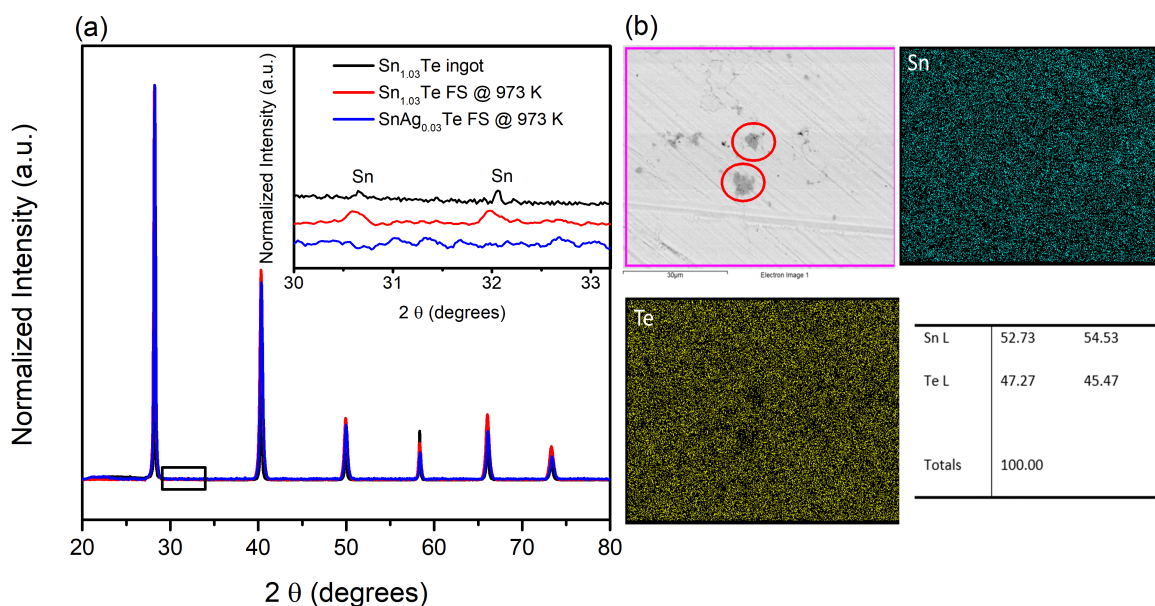 (a)
Normalized Intensity (a.u.)
20 30 40 50 60 70 80
2 θ (degrees)
Normalized Intensity (a.u.)
Sn1.03Te ingot
Sn1.03Te FS @ 973 K
SnAg0.03Te FS @ 973 K
Sn Sn
30 31 32 33
2 θ (degrees)
(b)
30µm Electron Image 1
Sn
Te
Sn L 52.73 54.53
Te L 47.27 45.47
Totals 100.00